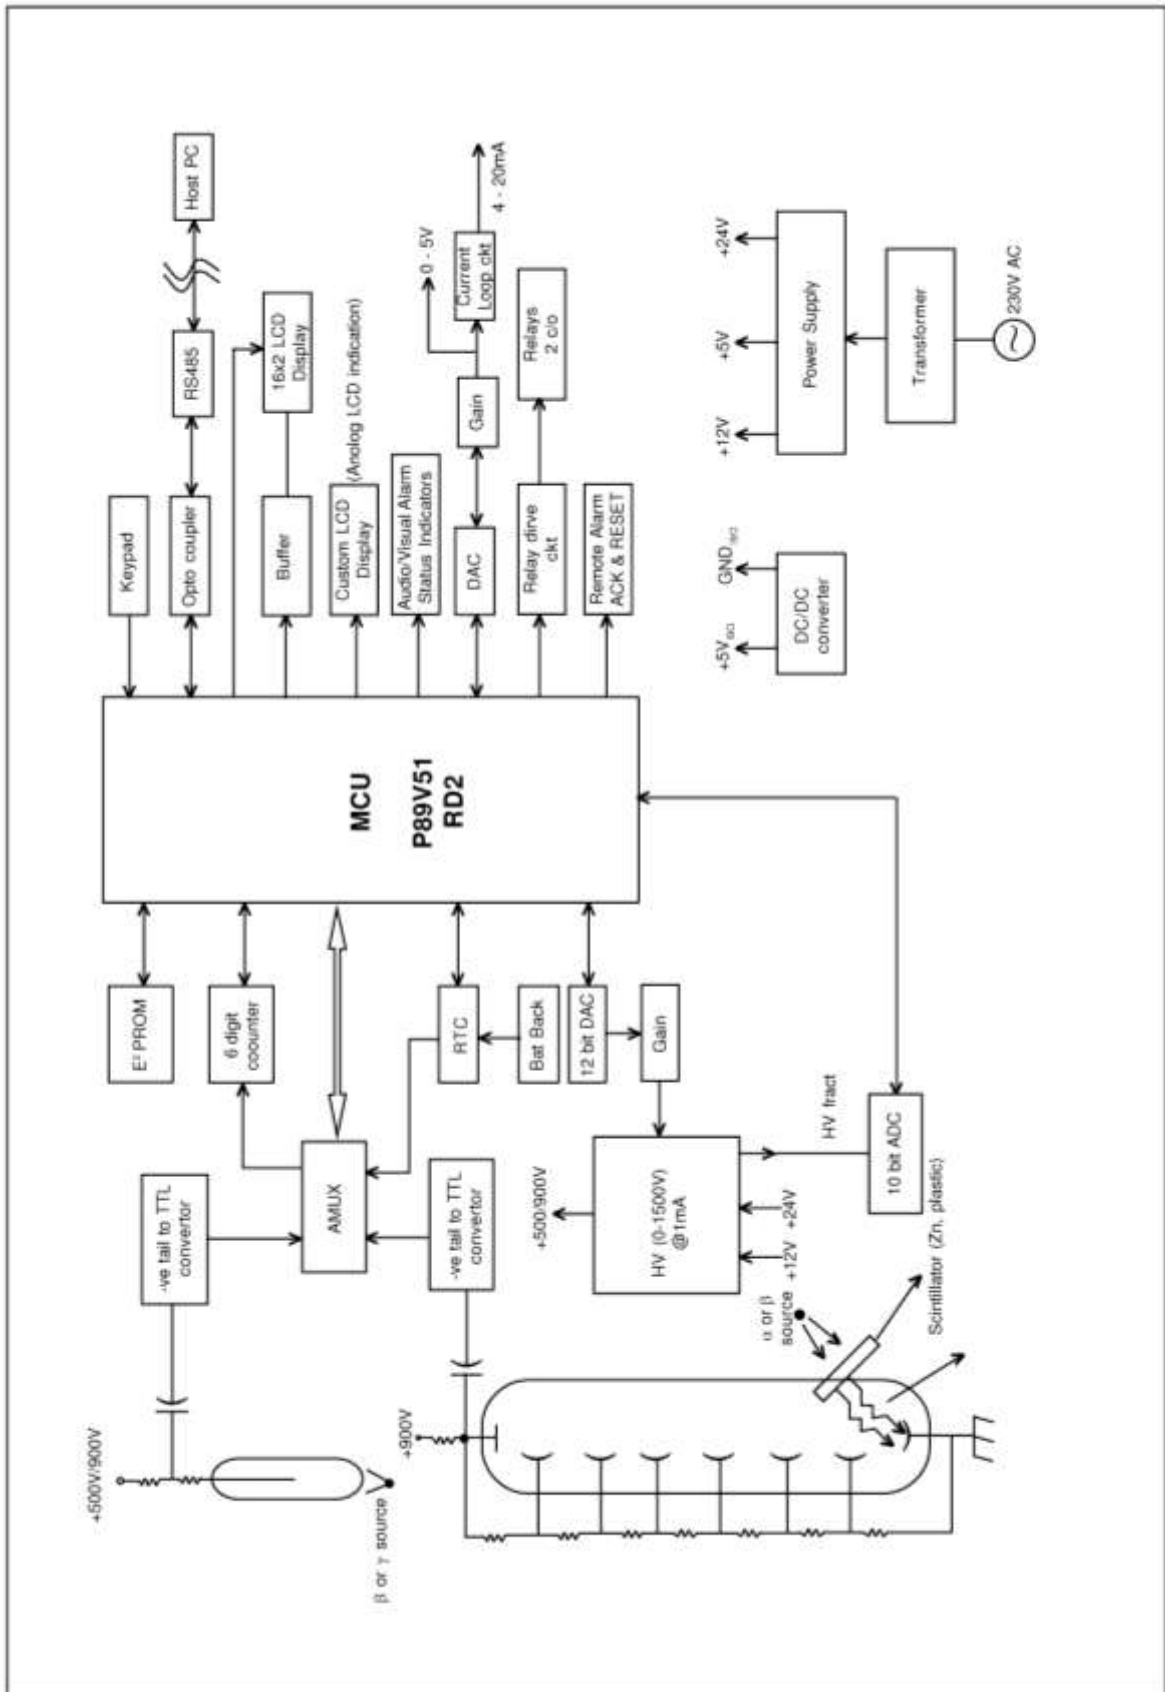 +500V/900V
β or γ source
-ve tail to TTL
convertor
E² PROM
6 digit
coounter
AMUX
+900V
-ve tail to TTL
convertor
RTC
Bat Back
12 bit DAC
Gain
+500/900V
HV (0-1500V)
@1mA
+12V
+24V
HV fract
10 bit ADC
α or β
source
Scintillator (Zn, plastic)
MCU
P89V51
RD2
Keypad
Opto coupler
RS485
Host PC
Buffer
16x2 LCD
Display
Custom LCD
Display
(Anolog LCD indication)
Audio/Visual Alarm
Status Indicators
DAC
Gain
0 - 5V
Current
Loop ckt
4 - 20mA
Relay dirve
ckt
Relays
2 c/o
Remote Alarm
ACK & RESET
+5V
GND
DC/DC
converter
+12V
+5V
+24V
Power Supply
Transformer
230V AC